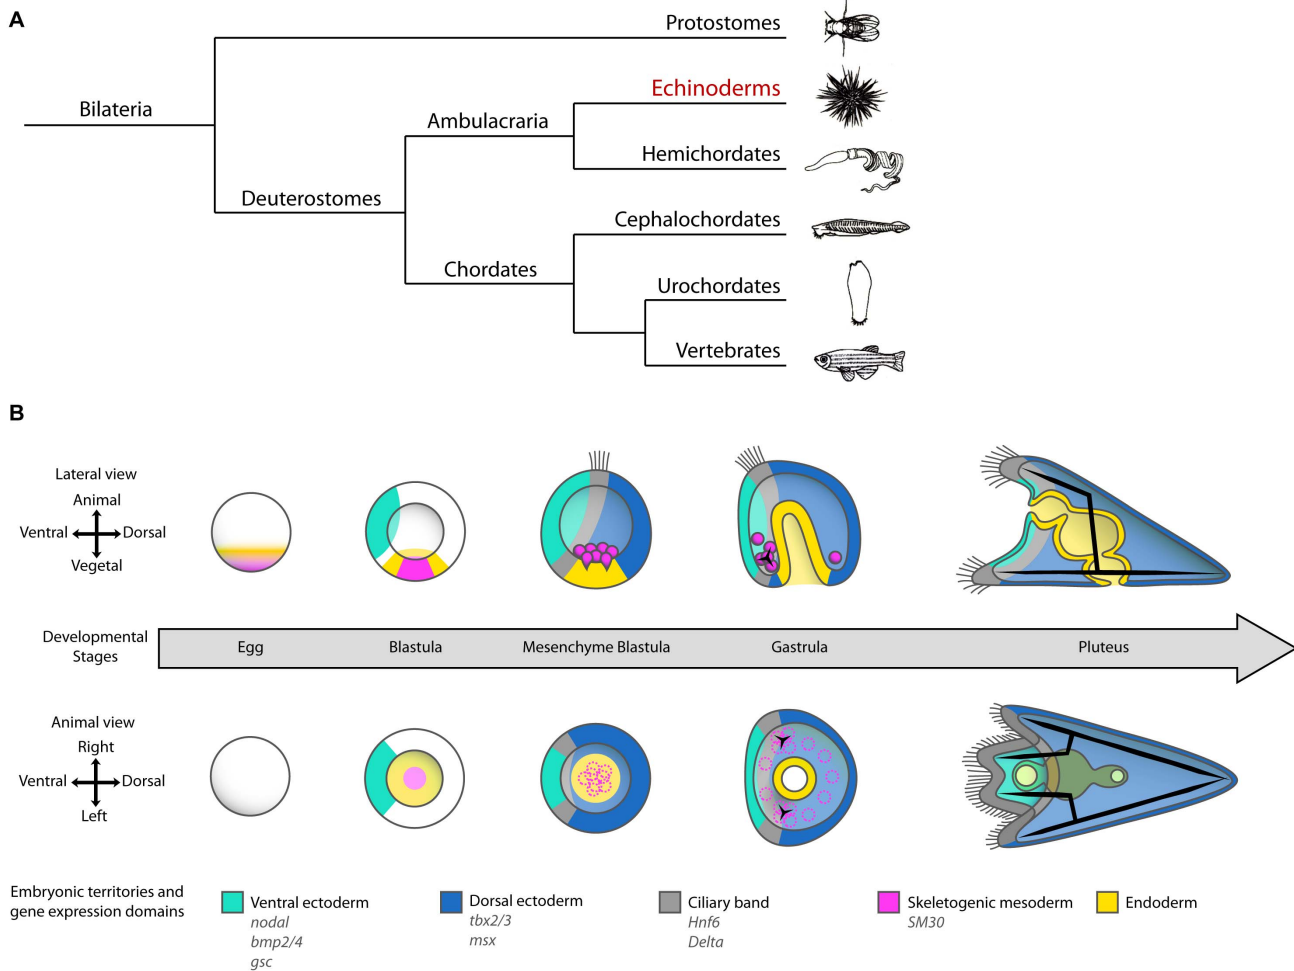 A
Protostomes
Echinoderms
Bilateria
Ambulacraria
Hemichordates
Deuterostomes
Cephalochordates
Chordates
Urochordates
Vertebrates
B
Lateral view
Animal
Ventral
Dorsal
Vegetal
Developmental
Stages
Egg
Blastula
Mesenchyme Blastula
Gastrula
Pluteus
Animal view
Right
Ventral
Dorsal
Left
Embryonic territories and
gene expression domains
Ventral ectoderm
nodal
bmp2/4
gsc
Dorsal ectoderm
tbx2/3
msx
Ciliary band
Hnf6
Delta
Skeletogenic mesoderm
SM30
Endoderm